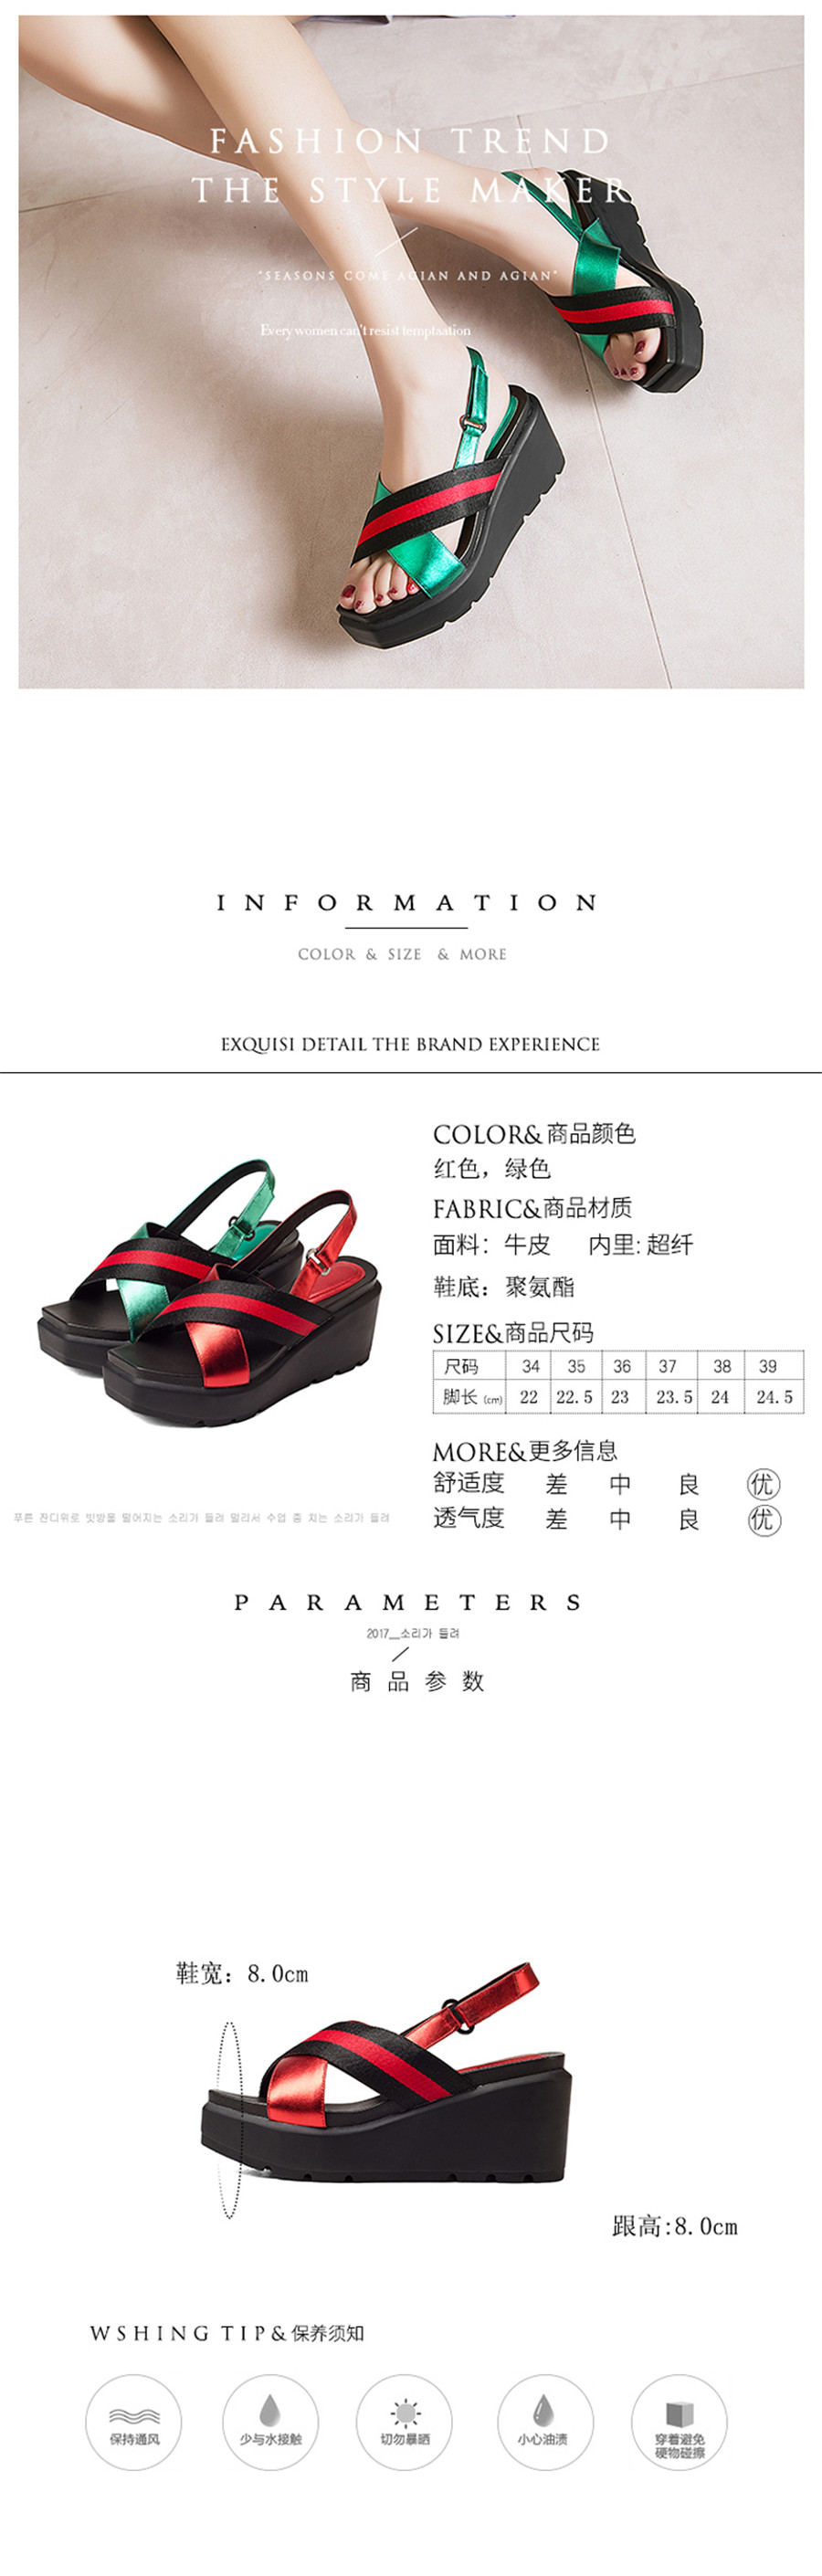 FASHION TREND
THE STYLE MAKER
"SEASONS COME AGIAN AND AGIAN"
Every women can't resist temptaation
INFORMATION
COLOR & SIZE & MORE
EXQUISI DETAIL THE BRAND EXPERIENCE
COLOR&商品颜色
红色，绿色
FABRIC&商品材质
面料：牛皮 内里:超纤
鞋底：聚氨酯
SIZE&商品尺码
尺码 34 35 36 37 38 39
脚长 (cm) 22 22.5 23 23.5 24 24.5
MORE&更多信息
舒适度 差 中 良 优
透气度 差 中 良 优
푸른 잔디위로 빗방울 떨어지는 소리가 들려 멀리서 수업 종 치는 소리가 들려
PARAMETERS
2017__소리가 들려
商品参数
鞋宽：8.0cm
跟高:8.0cm
WSHING TIP&保养须知
保持通风
少与水接触
切勿暴晒
小心油渍
穿着避免
硬物碰擦